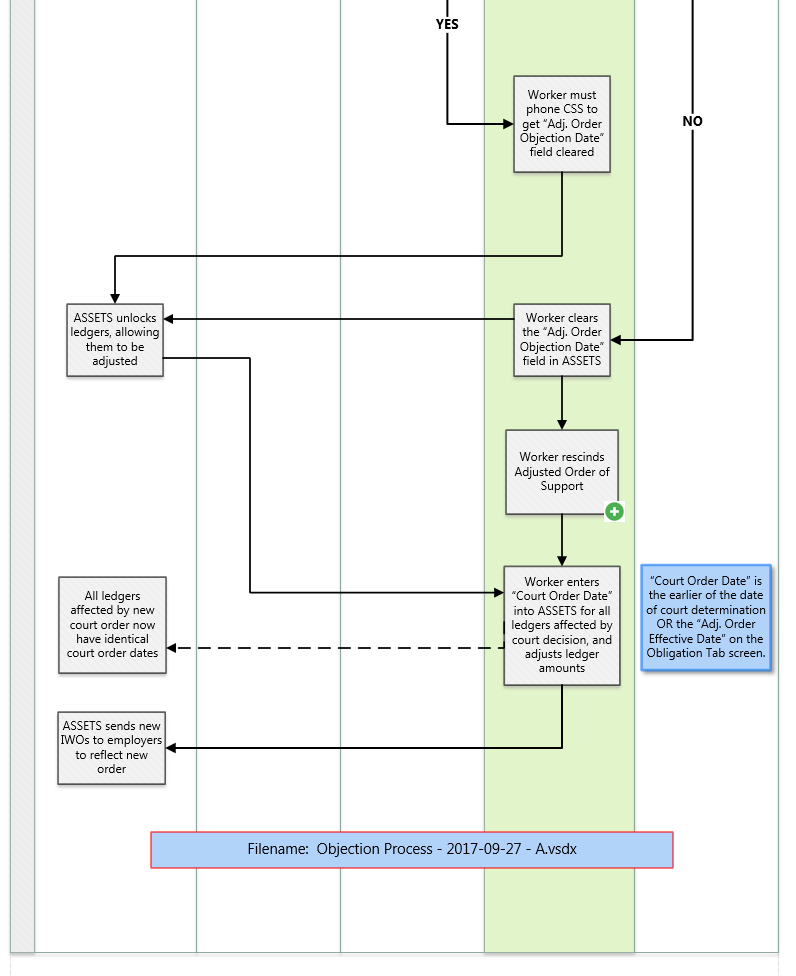 YES
Worker must
phone CSS to
get “Adj. Order
Objection Date”
field cleared
NO
ASSETS unlocks
ledgers, allowing
them to be
adjusted
Worker clears
the “Adj. Order
Objection Date”
field in ASSETS
Worker rescinds
Adjusted Order of
Support
All ledgers
affected by new
court order now
have identical
court order dates
Worker enters
“Court Order Date”
into ASSETS for all
ledgers affected by
court decision, and
adjusts ledger
amounts
“Court Order Date” is
the earlier of the date
of court determination
OR the “Adj. Order
Effective Date” on the
Obligation Tab screen.
ASSETS sends new
IWOs to employers
to reflect new
order
Filename:  Objection Process - 2017-09-27 - A.vsdx